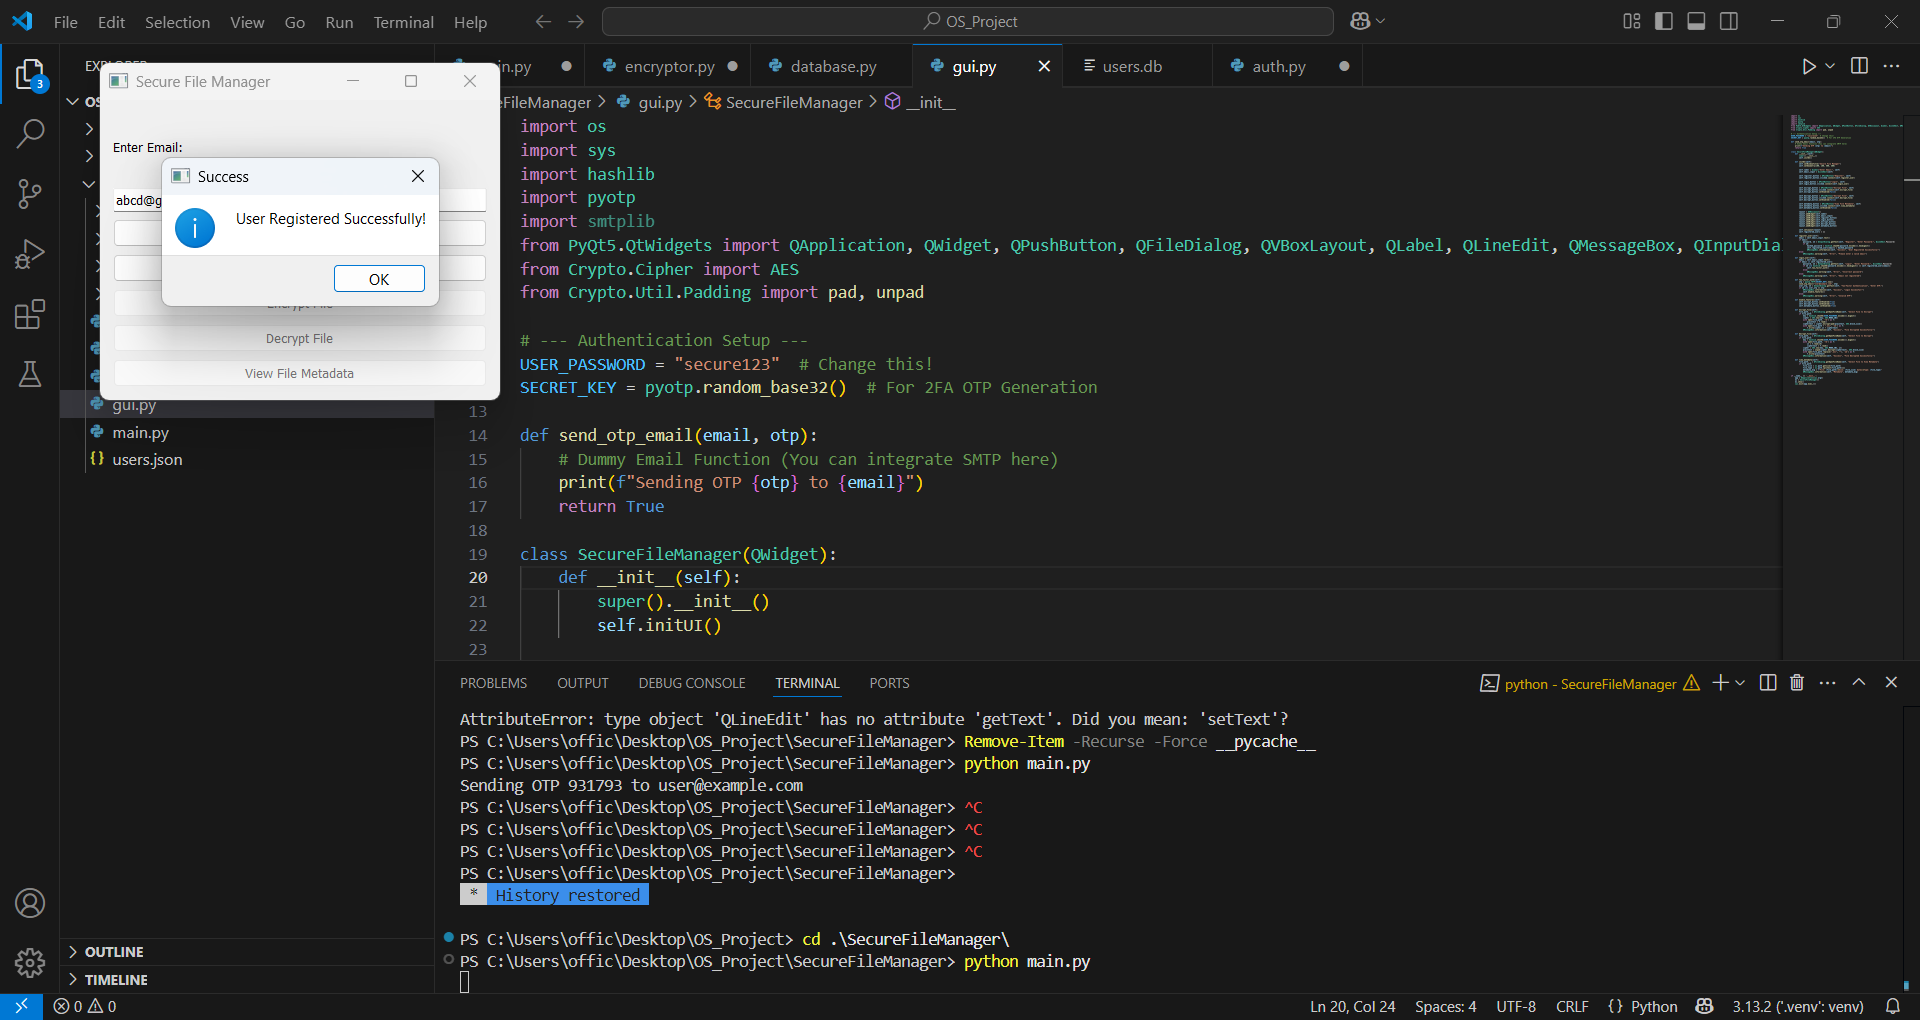 File Edit Selection View Go Run Terminal Help
OS_Project
3
Secure File Manager
Enter Email:
Success
User Registered Successfully!
OK
Decrypt File
View File Metadata
gui.py
main.py
users.json
OUTLINE
TIMELINE
encryptor.py
database.py
gui.py
users.db
auth.py
gui.py > SecureFileManager > __init__
import os
import sys
import hashlib
import pyotp
import smtplib
from PyQt5.QtWidgets import QApplication, QWidget, QPushButton, QFileDialog, QVBoxLayout, QLabel, QLineEdit, QMessageBox,
from Crypto.Cipher import AES
from Crypto.Util.Padding import pad, unpad
# --- Authentication Setup ---
USER_PASSWORD = "secure123"  # Change this!
SECRET_KEY = pyotp.random_base32()  # For 2FA OTP Generation
13
14 def send_otp_email(email, otp):
15 # Dummy Email Function (You can integrate SMTP here)
16 print(f"Sending OTP {otp} to {email}")
17 return True
18
19 class SecureFileManager(QWidget):
20 def __init__(self):
21 super().__init__()
22 self.initUI()
23
PROBLEMS OUTPUT DEBUG CONSOLE TERMINAL PORTS
python - SecureFileManager
AttributeError: type object 'QLineEdit' has no attribute 'getText'. Did you mean: 'setText'?
PS C:\Users\offic\Desktop\OS_Project\SecureFileManager> Remove-Item -Recurse -Force __pycache__
PS C:\Users\offic\Desktop\OS_Project\SecureFileManager> python main.py
Sending OTP 931793 to user@example.com
PS C:\Users\offic\Desktop\OS_Project\SecureFileManager> ^C
PS C:\Users\offic\Desktop\OS_Project\SecureFileManager> ^C
PS C:\Users\offic\Desktop\OS_Project\SecureFileManager> ^C
PS C:\Users\offic\Desktop\OS_Project\SecureFileManager>
* History restored
PS C:\Users\offic\Desktop\OS_Project> cd .\SecureFileManager\
PS C:\Users\offic\Desktop\OS_Project\SecureFileManager> python main.py
0 0
Ln 20, Col 24 Spaces: 4 UTF-8 CRLF {} Python 3.13.2 ('.venv': venv)